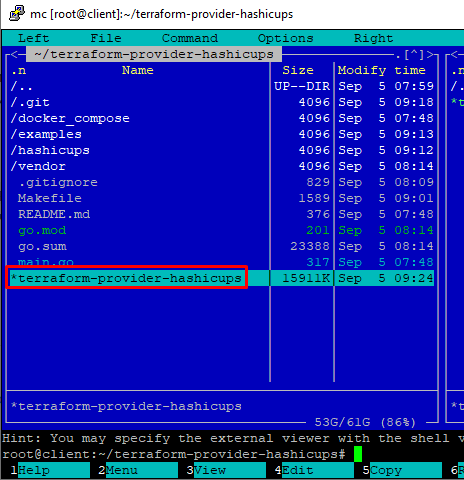 mc [root@client]:~/terraform-provider-hashicups
Left File Command Options Right
<─ ~/terraform-provider-hashicups .[^]>
.n Name Size Modify time
/.. UP--DIR Sep 5 07:59
/.git 4096 Sep 5 09:18
/docker_compose 4096 Sep 5 07:48
/examples 4096 Sep 5 09:13
/hashicups 4096 Sep 5 09:12
/vendor 4096 Sep 5 08:14
.gitignore 829 Sep 5 08:09
Makefile 1589 Sep 5 09:01
README.md 376 Sep 5 07:48
go.mod 201 Sep 5 08:14
go.sum 23388 Sep 5 08:14
main.go 317 Sep 5 07:48
*terraform-provider-hashicups 15911K Sep 5 09:24
*terraform-provider-hashicups
53G/61G (86%)
Hint: You may specify the external viewer with the shell v
root@client:~/terraform-provider-hashicups#
1Help 2Menu 3View 4Edit 5Copy 6